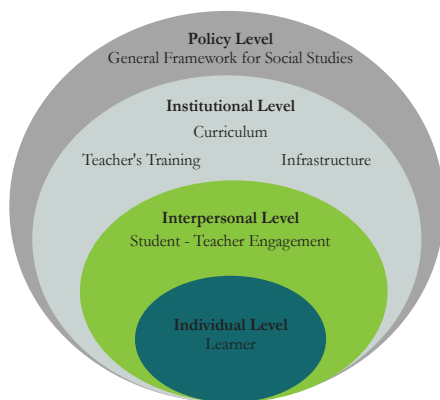 Policy Level
General Framework for Social Studies
Institutional Level
Curriculum
Teacher's Training Infrastructure
Interpersonal Level
Student - Teacher Engagement
Individual Level
Learner